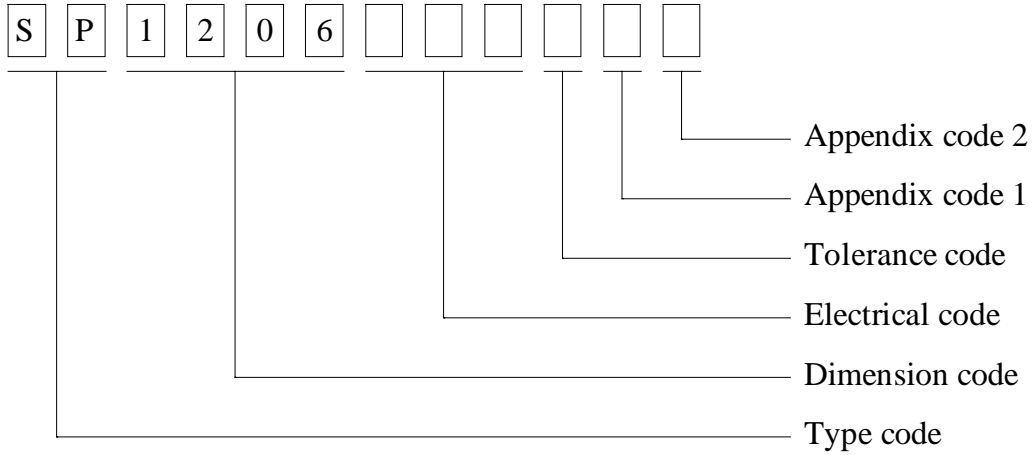 S P 1 2 0 6
Appendix code 2
Appendix code 1
Tolerance code
Electrical code
Dimension code
Type code